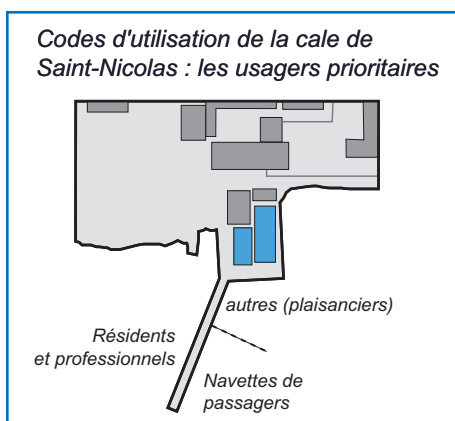 Codes d'utilisation de la cale de
Saint-Nicolas : les usagers prioritaires
autres (plaisanciers)
Résidents
et professionnels
Navettes de
passagers